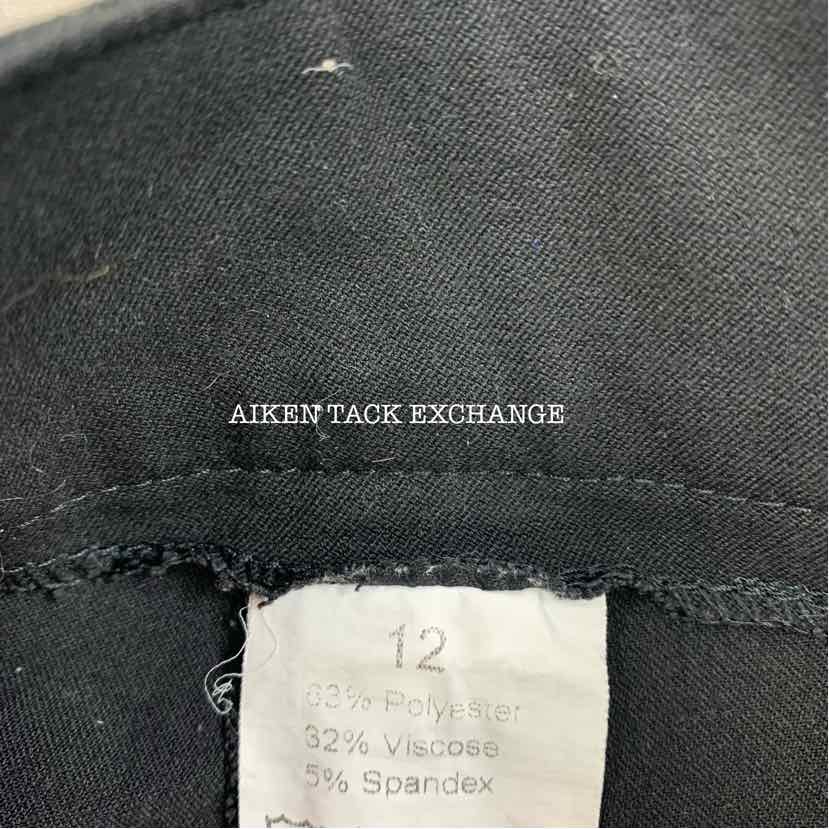 AIKEN TACK EXCHANGE
12
63% Polyester
32% Viscose
5% Spandex